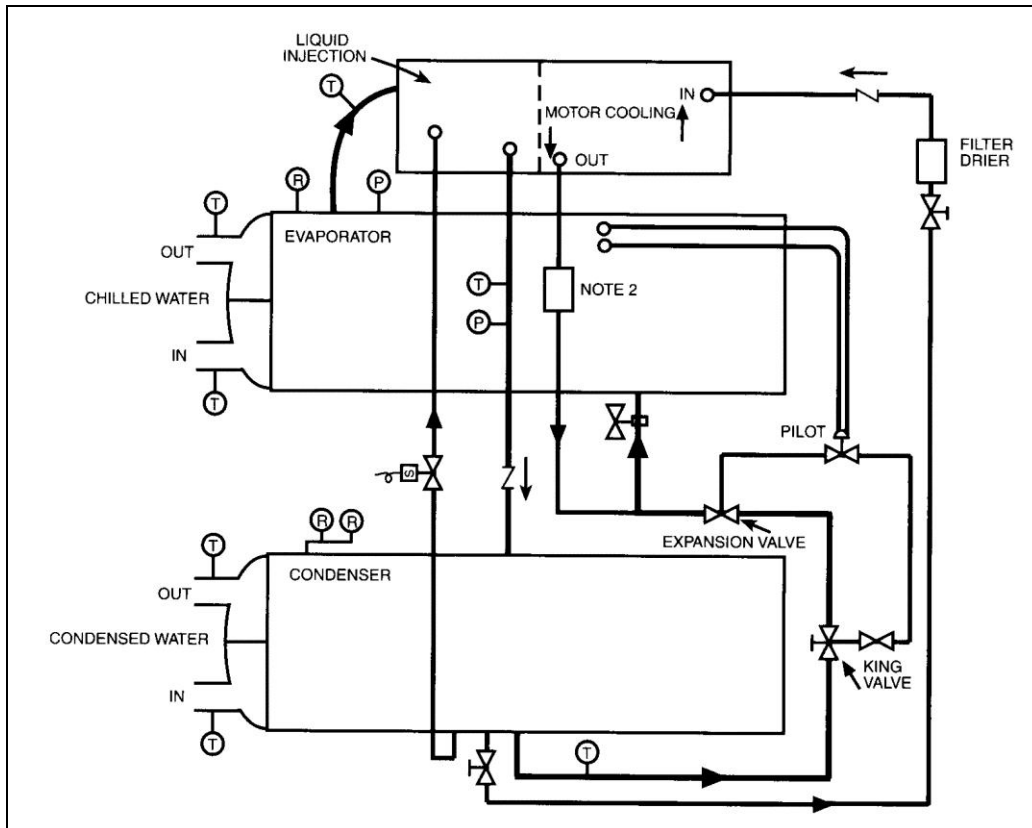 LIQUID
INJECTION
T
IN
MOTOR COOLING
OUT
FILTER
DRIER
R
P
T
EVAPORATOR
OUT
CHILLED WATER
T
P
NOTE 2
IN
T
PILOT
S
EXPANSION VALVE
R
R
T
CONDENSER
OUT
CONDENSED WATER
KING
VALVE
IN
T
T